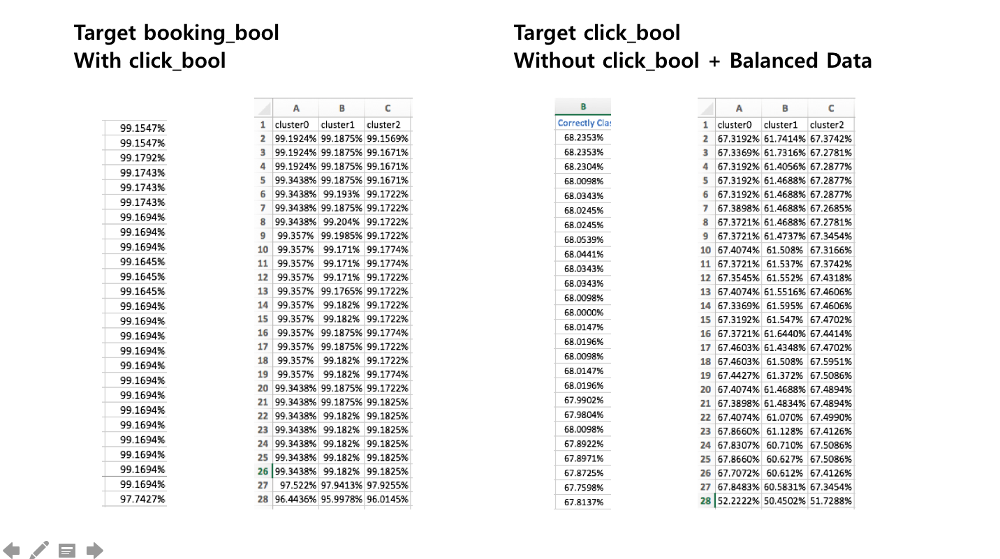 Target booking_bool
With click_bool
99.1547%
99.1547%
99.1792%
99.1743%
99.1743%
99.1743%
99.1694%
99.1694%
99.1694%
99.1645%
99.1645%
99.1645%
99.1694%
99.1694%
99.1694%
99.1694%
99.1694%
99.1694%
99.1694%
99.1694%
99.1694%
99.1694%
99.1694%
99.1694%
99.1694%
97.7427%
A B C
1 cluster0 cluster1 cluster2
2 99.1924% 99.1875% 99.1569%
3 99.1924% 99.1875% 99.1671%
4 99.1924% 99.1875% 99.1671%
5 99.3438% 99.1875% 99.1671%
6 99.3438% 99.193% 99.1722%
7 99.3438% 99.1875% 99.1722%
8 99.3438% 99.204% 99.1722%
9 99.357% 99.1985% 99.1722%
10 99.357% 99.171% 99.1774%
11 99.357% 99.171% 99.1774%
12 99.357% 99.171% 99.1722%
13 99.357% 99.1765% 99.1722%
14 99.357% 99.182% 99.1722%
15 99.357% 99.182% 99.1722%
16 99.357% 99.1875% 99.1774%
17 99.357% 99.1875% 99.1722%
18 99.357% 99.182% 99.1722%
19 99.357% 99.182% 99.1774%
20 99.3438% 99.1875% 99.1722%
21 99.3438% 99.1875% 99.1825%
22 99.3438% 99.182% 99.1825%
23 99.3438% 99.182% 99.1825%
24 99.3438% 99.182% 99.1825%
25 99.3438% 99.182% 99.1825%
26 99.3438% 99.182% 99.1825%
27 97.522% 97.9413% 97.9255%
28 96.4436% 95.9978% 96.0145%
Target click_bool
Without click_bool + Balanced Data
B
Correctly Cla
68.2353%
68.2353%
68.2304%
68.0098%
68.0343%
68.0245%
68.0245%
68.0539%
68.0441%
68.0343%
68.0343%
68.0098%
68.0000%
68.0147%
68.0196%
68.0098%
68.0147%
68.0196%
67.9902%
67.9804%
68.0098%
67.8922%
67.8971%
67.8725%
67.7598%
67.8137%
A B C
1 cluster0 cluster1 cluster2
2 67.3192% 61.7414% 67.3742%
3 67.3369% 61.7316% 67.2781%
4 67.3192% 61.4056% 67.2877%
5 67.3192% 61.4688% 67.2877%
6 67.3192% 61.4688% 67.2877%
7 67.3898% 61.4688% 67.2685%
8 67.3721% 61.4688% 67.2781%
9 67.3721% 61.4737% 67.3454%
10 67.4074% 61.508% 67.3166%
11 67.3721% 61.537% 67.3742%
12 67.3545% 61.552% 67.4318%
13 67.4074% 61.5516% 67.4606%
14 67.3369% 61.595% 67.4606%
15 67.3192% 61.547% 67.4702%
16 67.3721% 61.6440% 67.4414%
17 67.4603% 61.4348% 67.4702%
18 67.4603% 61.508% 67.5951%
19 67.4427% 61.372% 67.5086%
20 67.4074% 61.4688% 67.4894%
21 67.3898% 61.4834% 67.4894%
22 67.4074% 61.070% 67.4990%
23 67.8660% 61.128% 67.4126%
24 67.8307% 60.710% 67.5086%
25 67.8660% 60.627% 67.5086%
26 67.7072% 60.612% 67.4126%
27 67.8483% 60.5831% 67.3454%
28 52.2222% 50.4502% 51.7288%